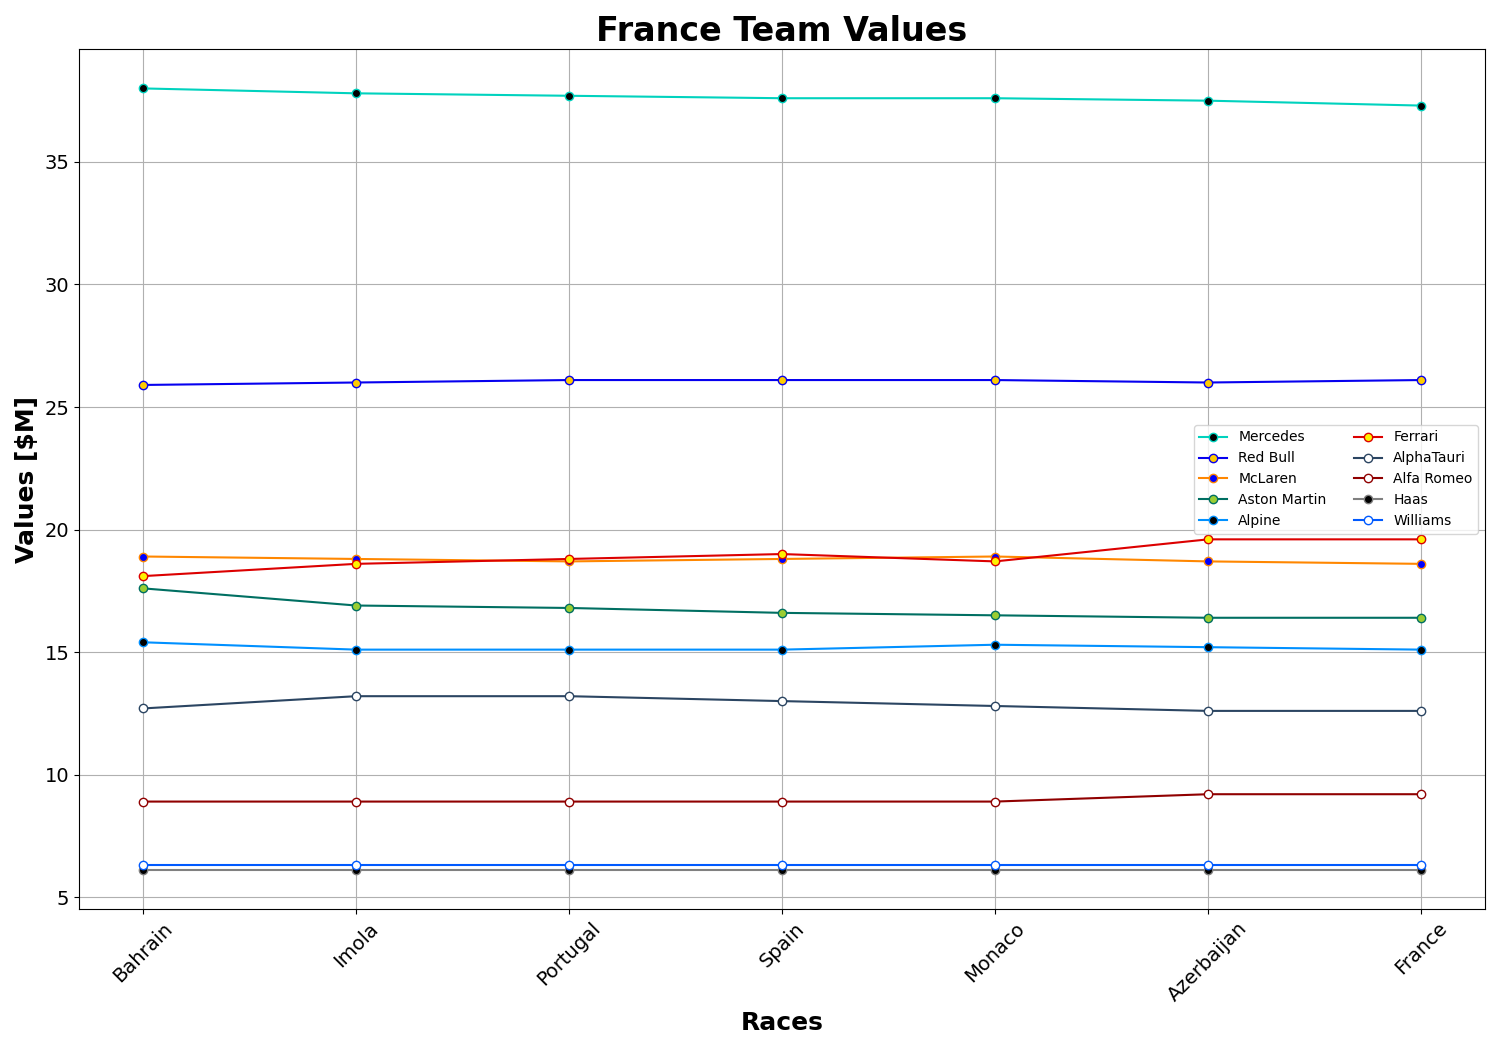 France Team Values
Values [$M]
35
30
25
20
15
10
5
Mercedes
Red Bull
McLaren
Aston Martin
Alpine
Ferrari
AlphaTauri
Alfa Romeo
Haas
Williams
Bahrain
Imola
Portugal
Spain
Monaco
Azerbaijan
France
Races